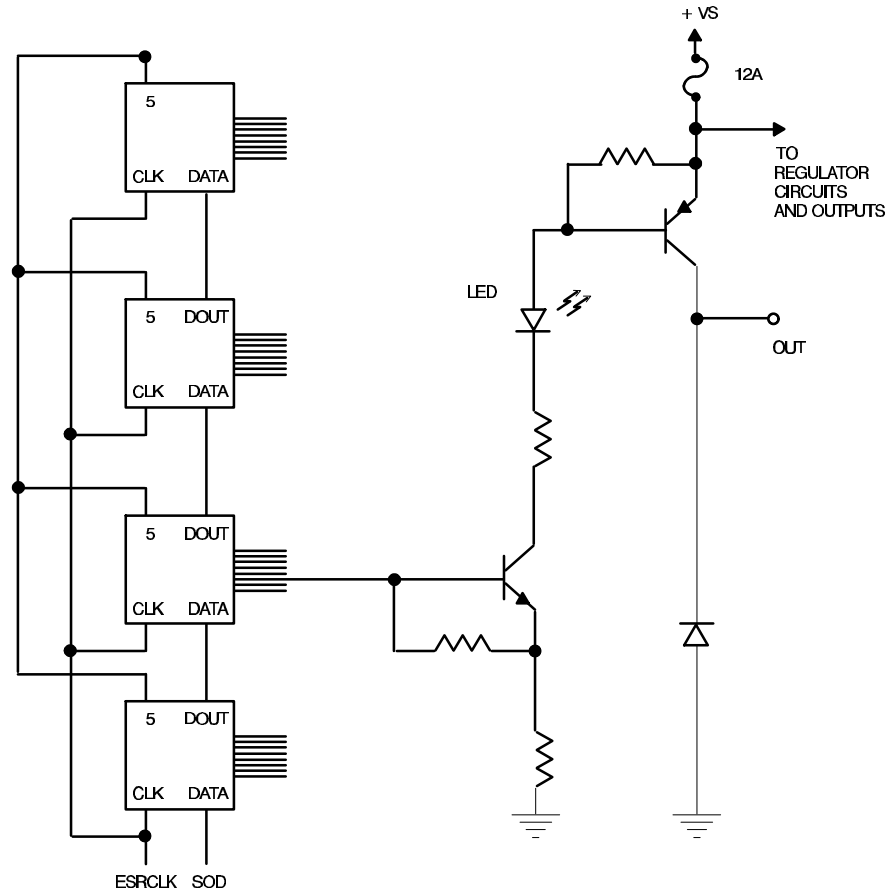 + VS
12A
TO
REGULATOR
CIRCUITS
AND OUTPUTS
5
CLK DATA
LED
5 DOUT
CLK DATA
OUT
5 DOUT
CLK DATA
5 DOUT
CLK DATA
ESRCLK SOD